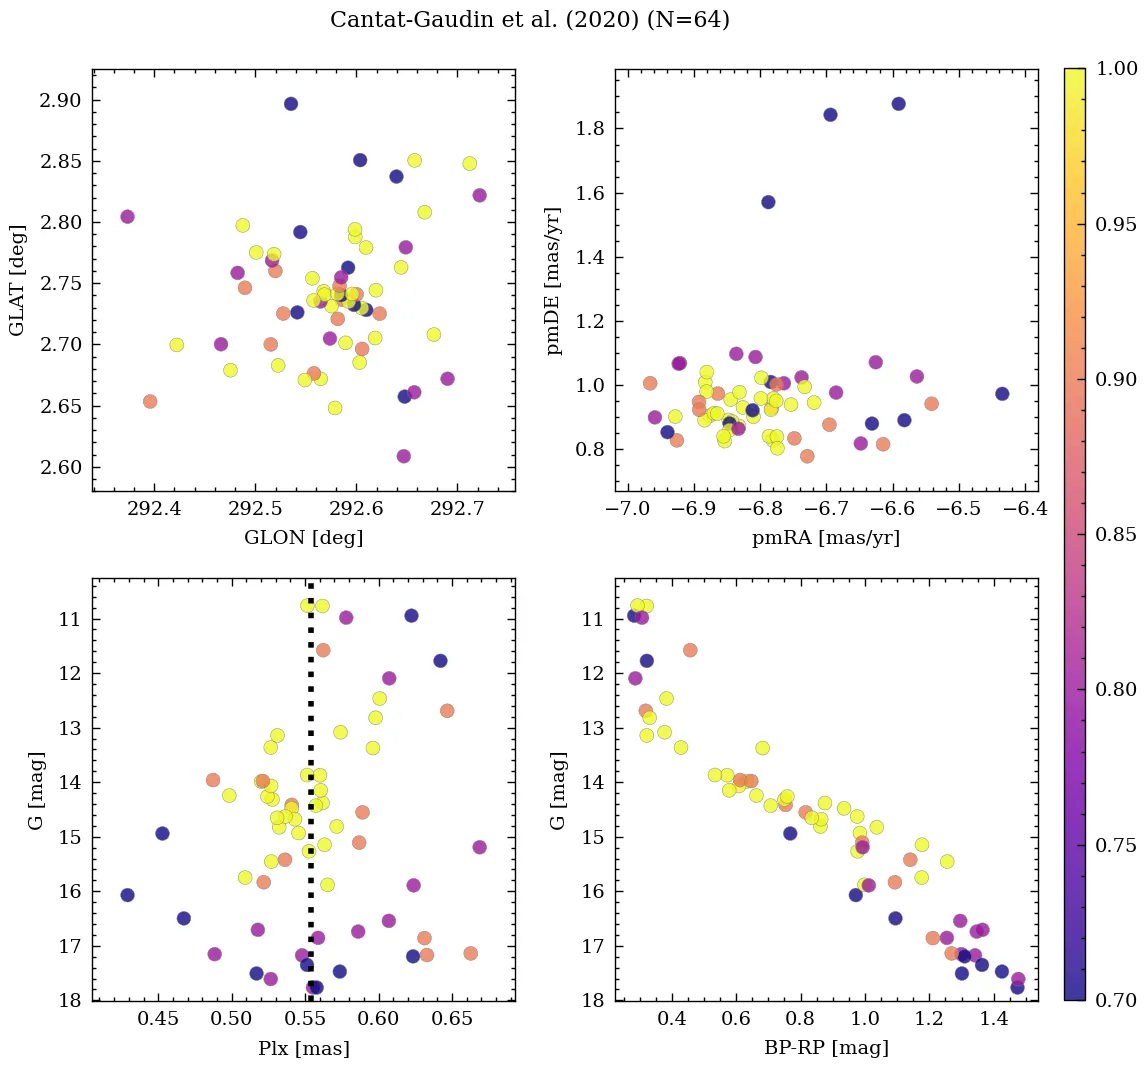 Cantat-Gaudin et al. (2020) (N=64)
2.90
2.85
2.80
2.75
2.70
2.65
2.60
GLAT [deg]
292.4 292.5 292.6 292.7
GLON [deg]
1.8
1.6
1.4
1.2
1.0
0.8
pmDE [mas/yr]
−7.0 −6.9 −6.8 −6.7 −6.6 −6.5 −6.4
pmRA [mas/yr]
11
12
13
14
15
16
17
18
G [mag]
0.45 0.50 0.55 0.60 0.65
Plx [mas]
11
12
13
14
15
16
17
18
G [mag]
0.4 0.6 0.8 1.0 1.2 1.4
BP-RP [mag]
1.00
0.95
0.90
0.85
0.80
0.75
0.70